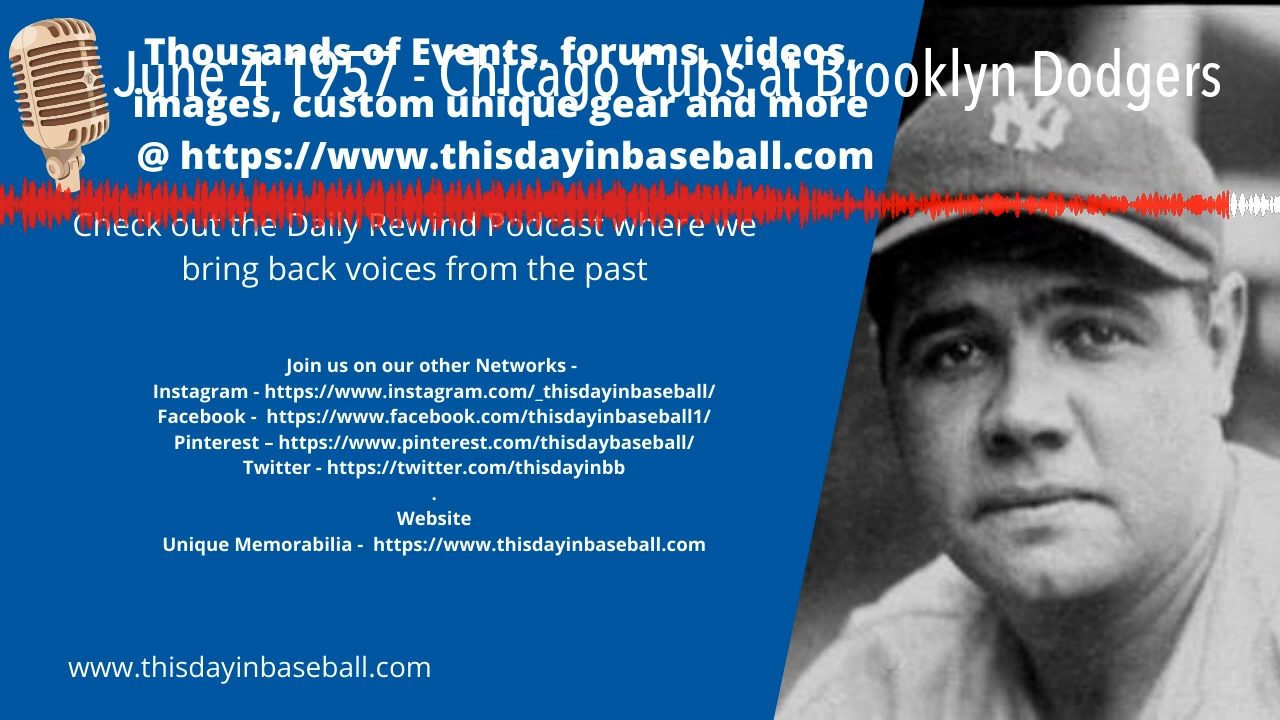 Thousands of Events, forums, videos,
June 4 1957 - Chicago Cubs at Brooklyn Dodgers
images, custom unique gear and more
@ https://www.thisdayinbaseball.com
Check out the Daily Rewind Podcast where we
bring back voices from the past
Join us on our other Networks -
Instagram - https://www.instagram.com/_thisdayinbaseball/
Facebook - https://www.facebook.com/thisdayinbaseball1/
Pinterest – https://www.pinterest.com/thisdaybaseball/
Twitter - https://twitter.com/thisdayinbb
.
Website
Unique Memorabilia - https://www.thisdayinbaseball.com
www.thisdayinbaseball.com
NY